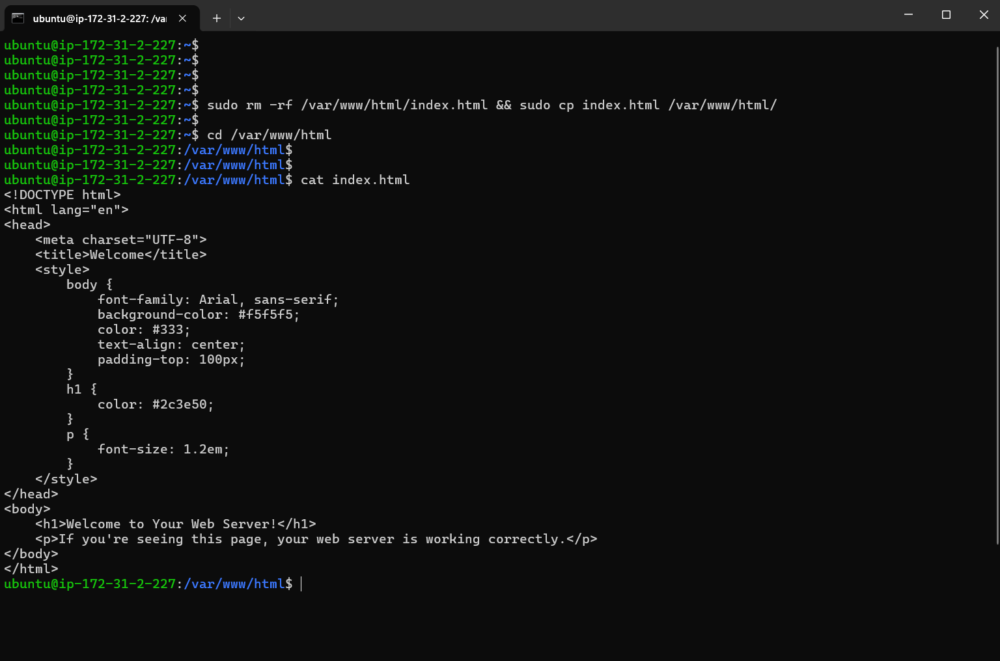 ubuntu@ip-172-31-2-227: /va
ubuntu@ip-172-31-2-227:~$
ubuntu@ip-172-31-2-227:~$
ubuntu@ip-172-31-2-227:~$
ubuntu@ip-172-31-2-227:~$
ubuntu@ip-172-31-2-227:~$ sudo rm -rf /var/www/html/index.html && sudo cp index.html /var/www/html/
ubuntu@ip-172-31-2-227:~$
ubuntu@ip-172-31-2-227:~$ cd /var/www/html
ubuntu@ip-172-31-2-227:/var/www/html$
ubuntu@ip-172-31-2-227:/var/www/html$
ubuntu@ip-172-31-2-227:/var/www/html$ cat index.html
<!DOCTYPE html>
<html lang="en">
<head>
    <meta charset="UTF-8">
    <title>Welcome</title>
    <style>
        body {
            font-family: Arial, sans-serif;
            background-color: #f5f5f5;
            color: #333;
            text-align: center;
            padding-top: 100px;
        }
        h1 {
            color: #2c3e50;
        }
        p {
            font-size: 1.2em;
        }
    </style>
</head>
<body>
    <h1>Welcome to Your Web Server!</h1>
    <p>If you're seeing this page, your web server is working correctly.</p>
</body>
</html>
ubuntu@ip-172-31-2-227:/var/www/html$